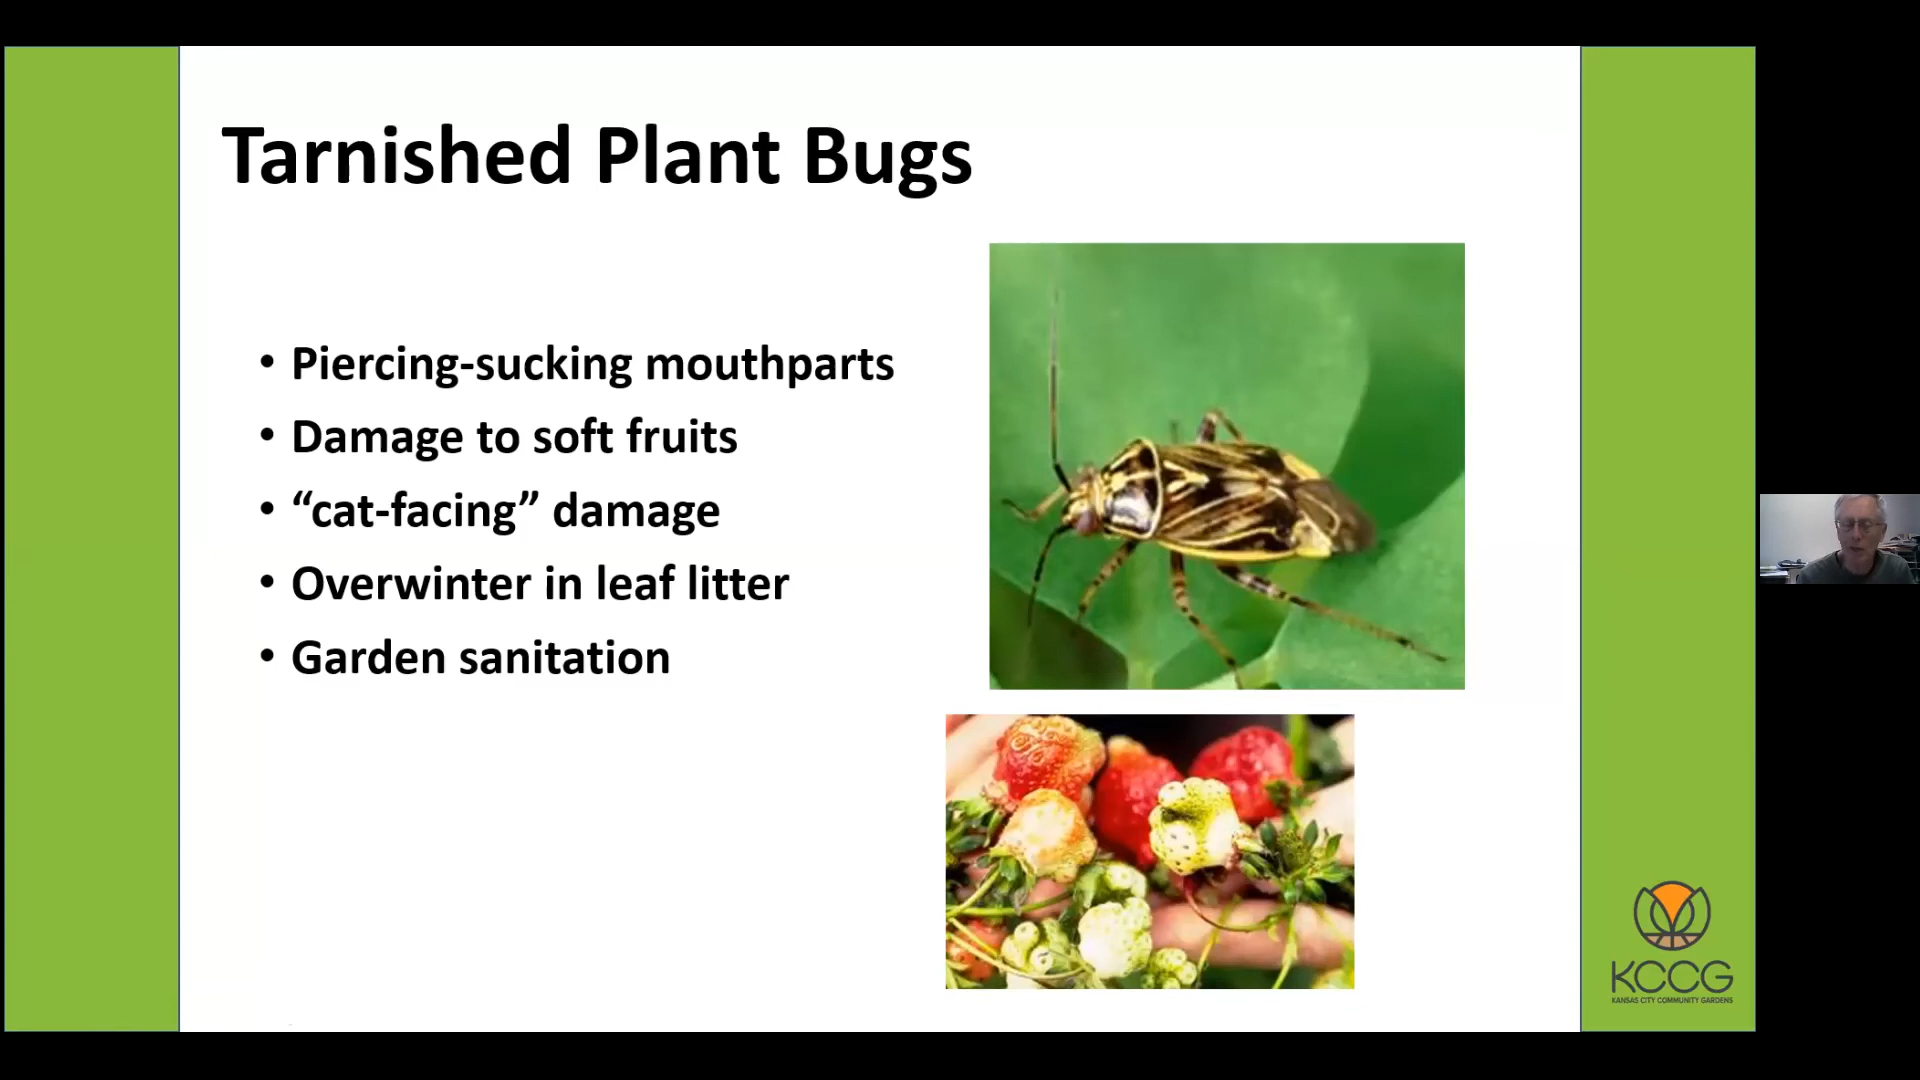 Tarnished Plant Bugs
• Piercing-sucking mouthparts
• Damage to soft fruits
• “cat-facing” damage
• Overwinter in leaf litter
• Garden sanitation
KCCG
KANSAS CITY COMMUNITY GARDENS